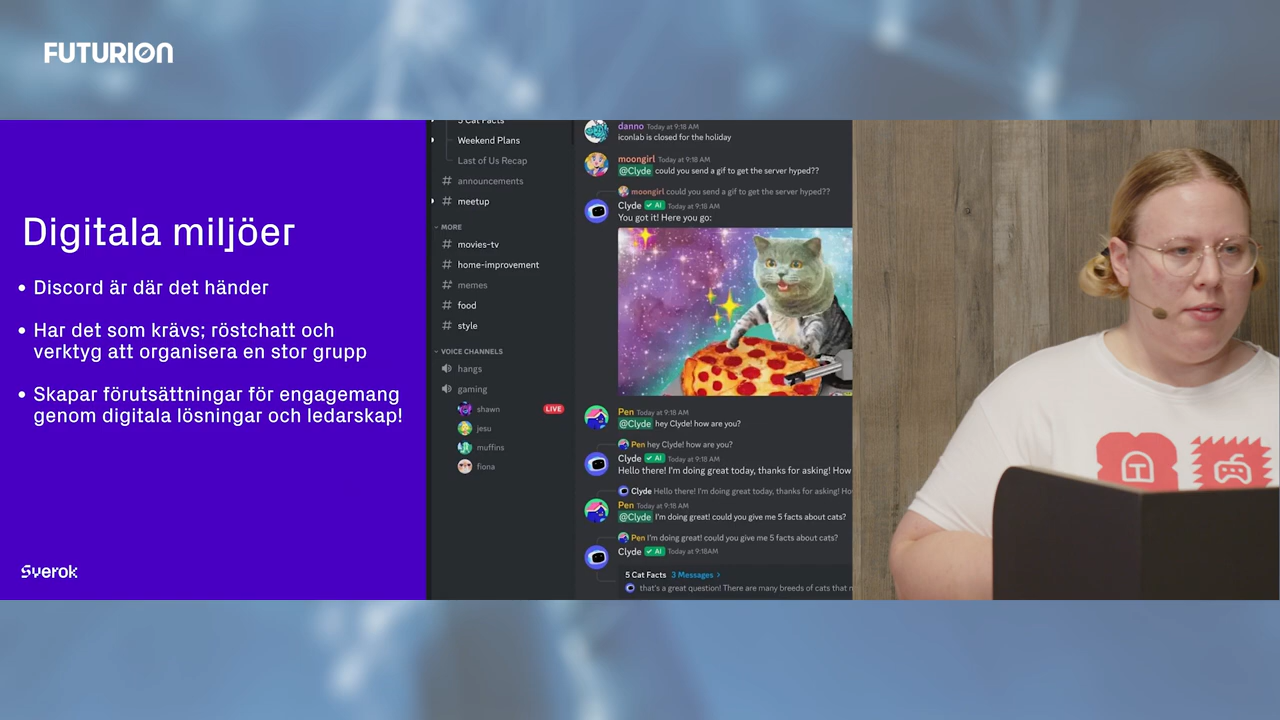 FUTURION
Digitala miljöer
• Discord är där det händer
• Har det som krävs; röstchatt och
verktyg att organisera en stor grupp
• Skapar förutsättningar för engagemang
genom digitala lösningar och ledarskap!
Sverok
5 Cat Facts
Weekend Plans
Last of Us Recap
# announcements
# meetup
MORE
# movies-tv
# home-improvement
# memes
# food
# style
VOICE CHANNELS
hangs
gaming
shawn LIVE
jesu
muffins
fiona
danno Today at 9:18 AM
iconlab is closed for the holiday
moongirl Today at 9:18 AM
@Clyde could you send a gif to get the server hyped??
moongirl could you send a gif to get the server hyped??
Clyde ✓ AI Today at 9:18 AM
You got it! Here you go:
Pen Today at 9:18 AM
@Clyde hey Clyde! how are you?
Pen hey Clyde! how are you?
Clyde ✓ AI Today at 9:18 AM
Hello there! I'm doing great today, thanks for asking! How
Clyde Hello there! I'm doing great today, thanks for asking! Ho
Pen Today at 9:18 AM
@Clyde I'm doing great! could you give me 5 facts about cats?
Pen I'm doing great! could you give me 5 facts about cats?
Clyde ✓ AI Today at 9:18AM
5 Cat Facts 3 Messages ›
that's a great question! There are many breeds of cats that